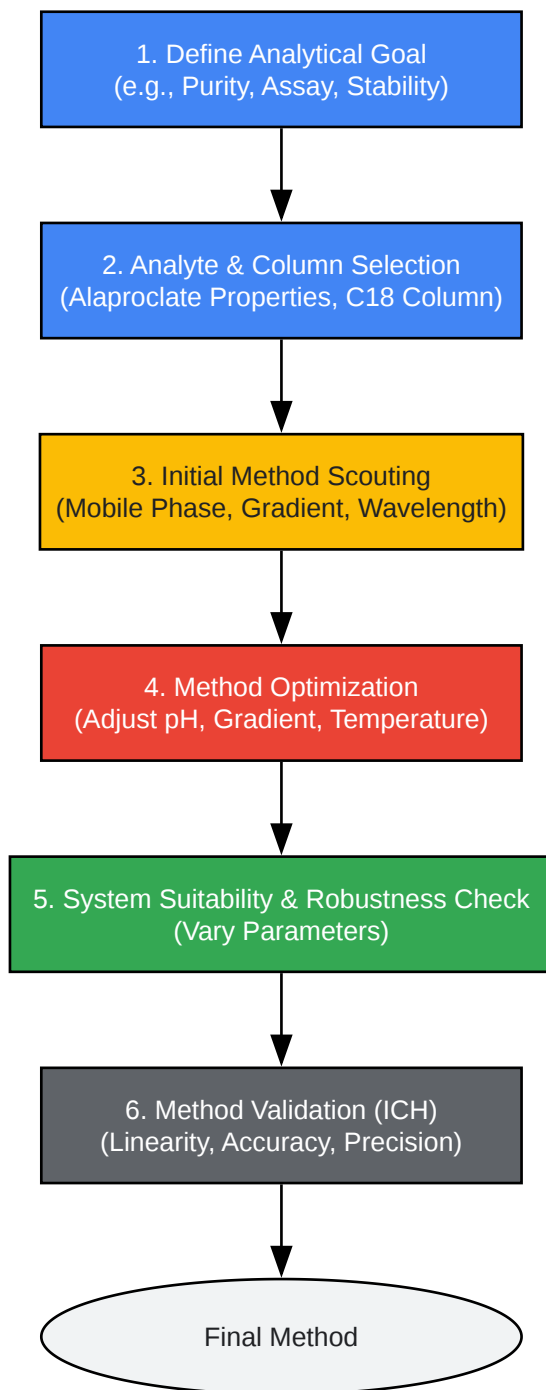 1. Define Analytical Goal
(e.g., Purity, Assay, Stability)
2. Analyte & Column Selection
(Alaproclate Properties, C18 Column)
3. Initial Method Scouting
(Mobile Phase, Gradient, Wavelength)
4. Method Optimization
(Adjust pH, Gradient, Temperature)
5. System Suitability & Robustness Check
(Vary Parameters)
6. Method Validation (ICH)
(Linearity, Accuracy, Precision)
Final Method